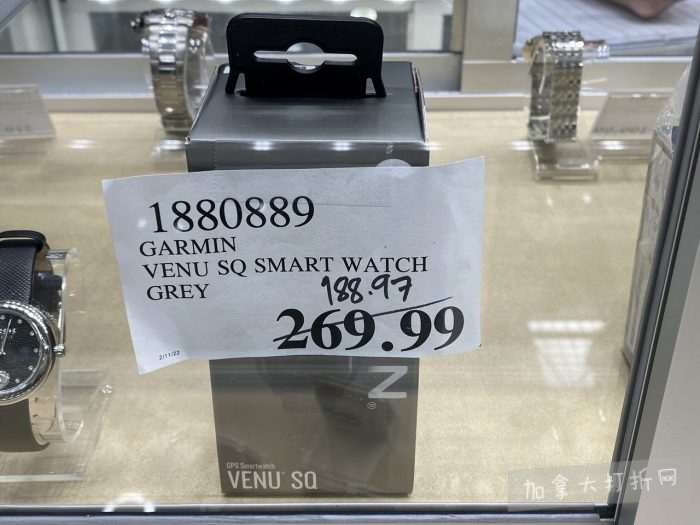 1880889
GARMIN
VENU SQ SMART WATCH
GREY
188.97
269.99
2/11/23
N
GPS Smartwatch
VENU SQ
加拿大打折网